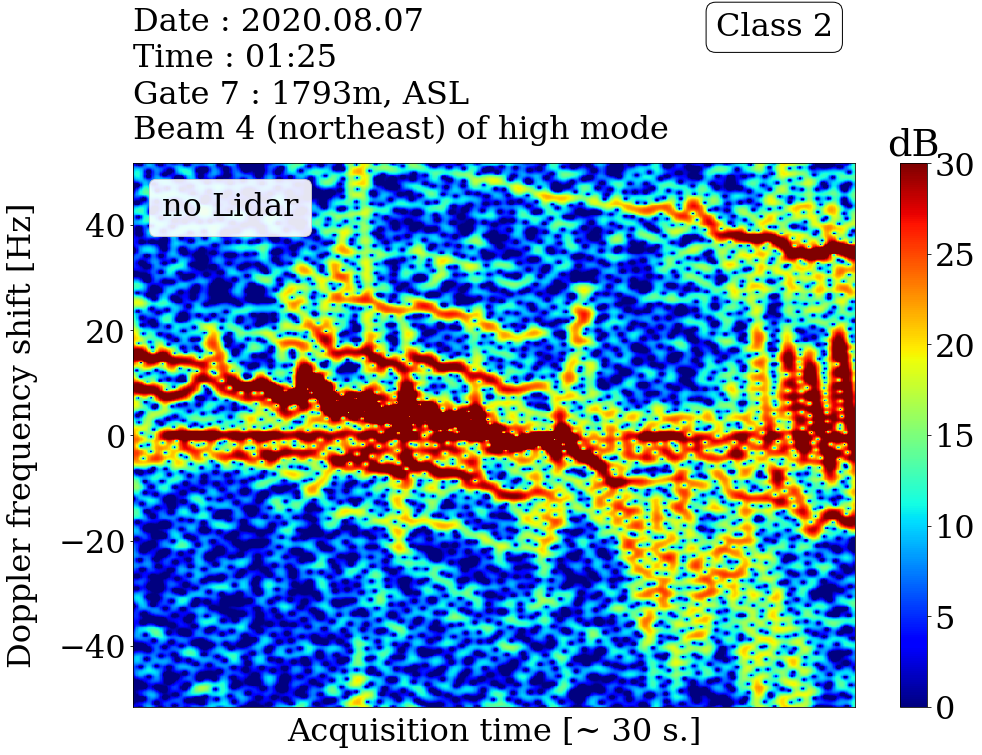 Date : 2020.08.07
Time : 01:25
Gate 7 : 1793m, ASL
Beam 4 (northeast) of high mode
Class 2
dB
no Lidar
Doppler frequency shift [Hz]
40
20
0
−20
−40
30
25
20
15
10
5
0
Acquisition time [~ 30 s.]